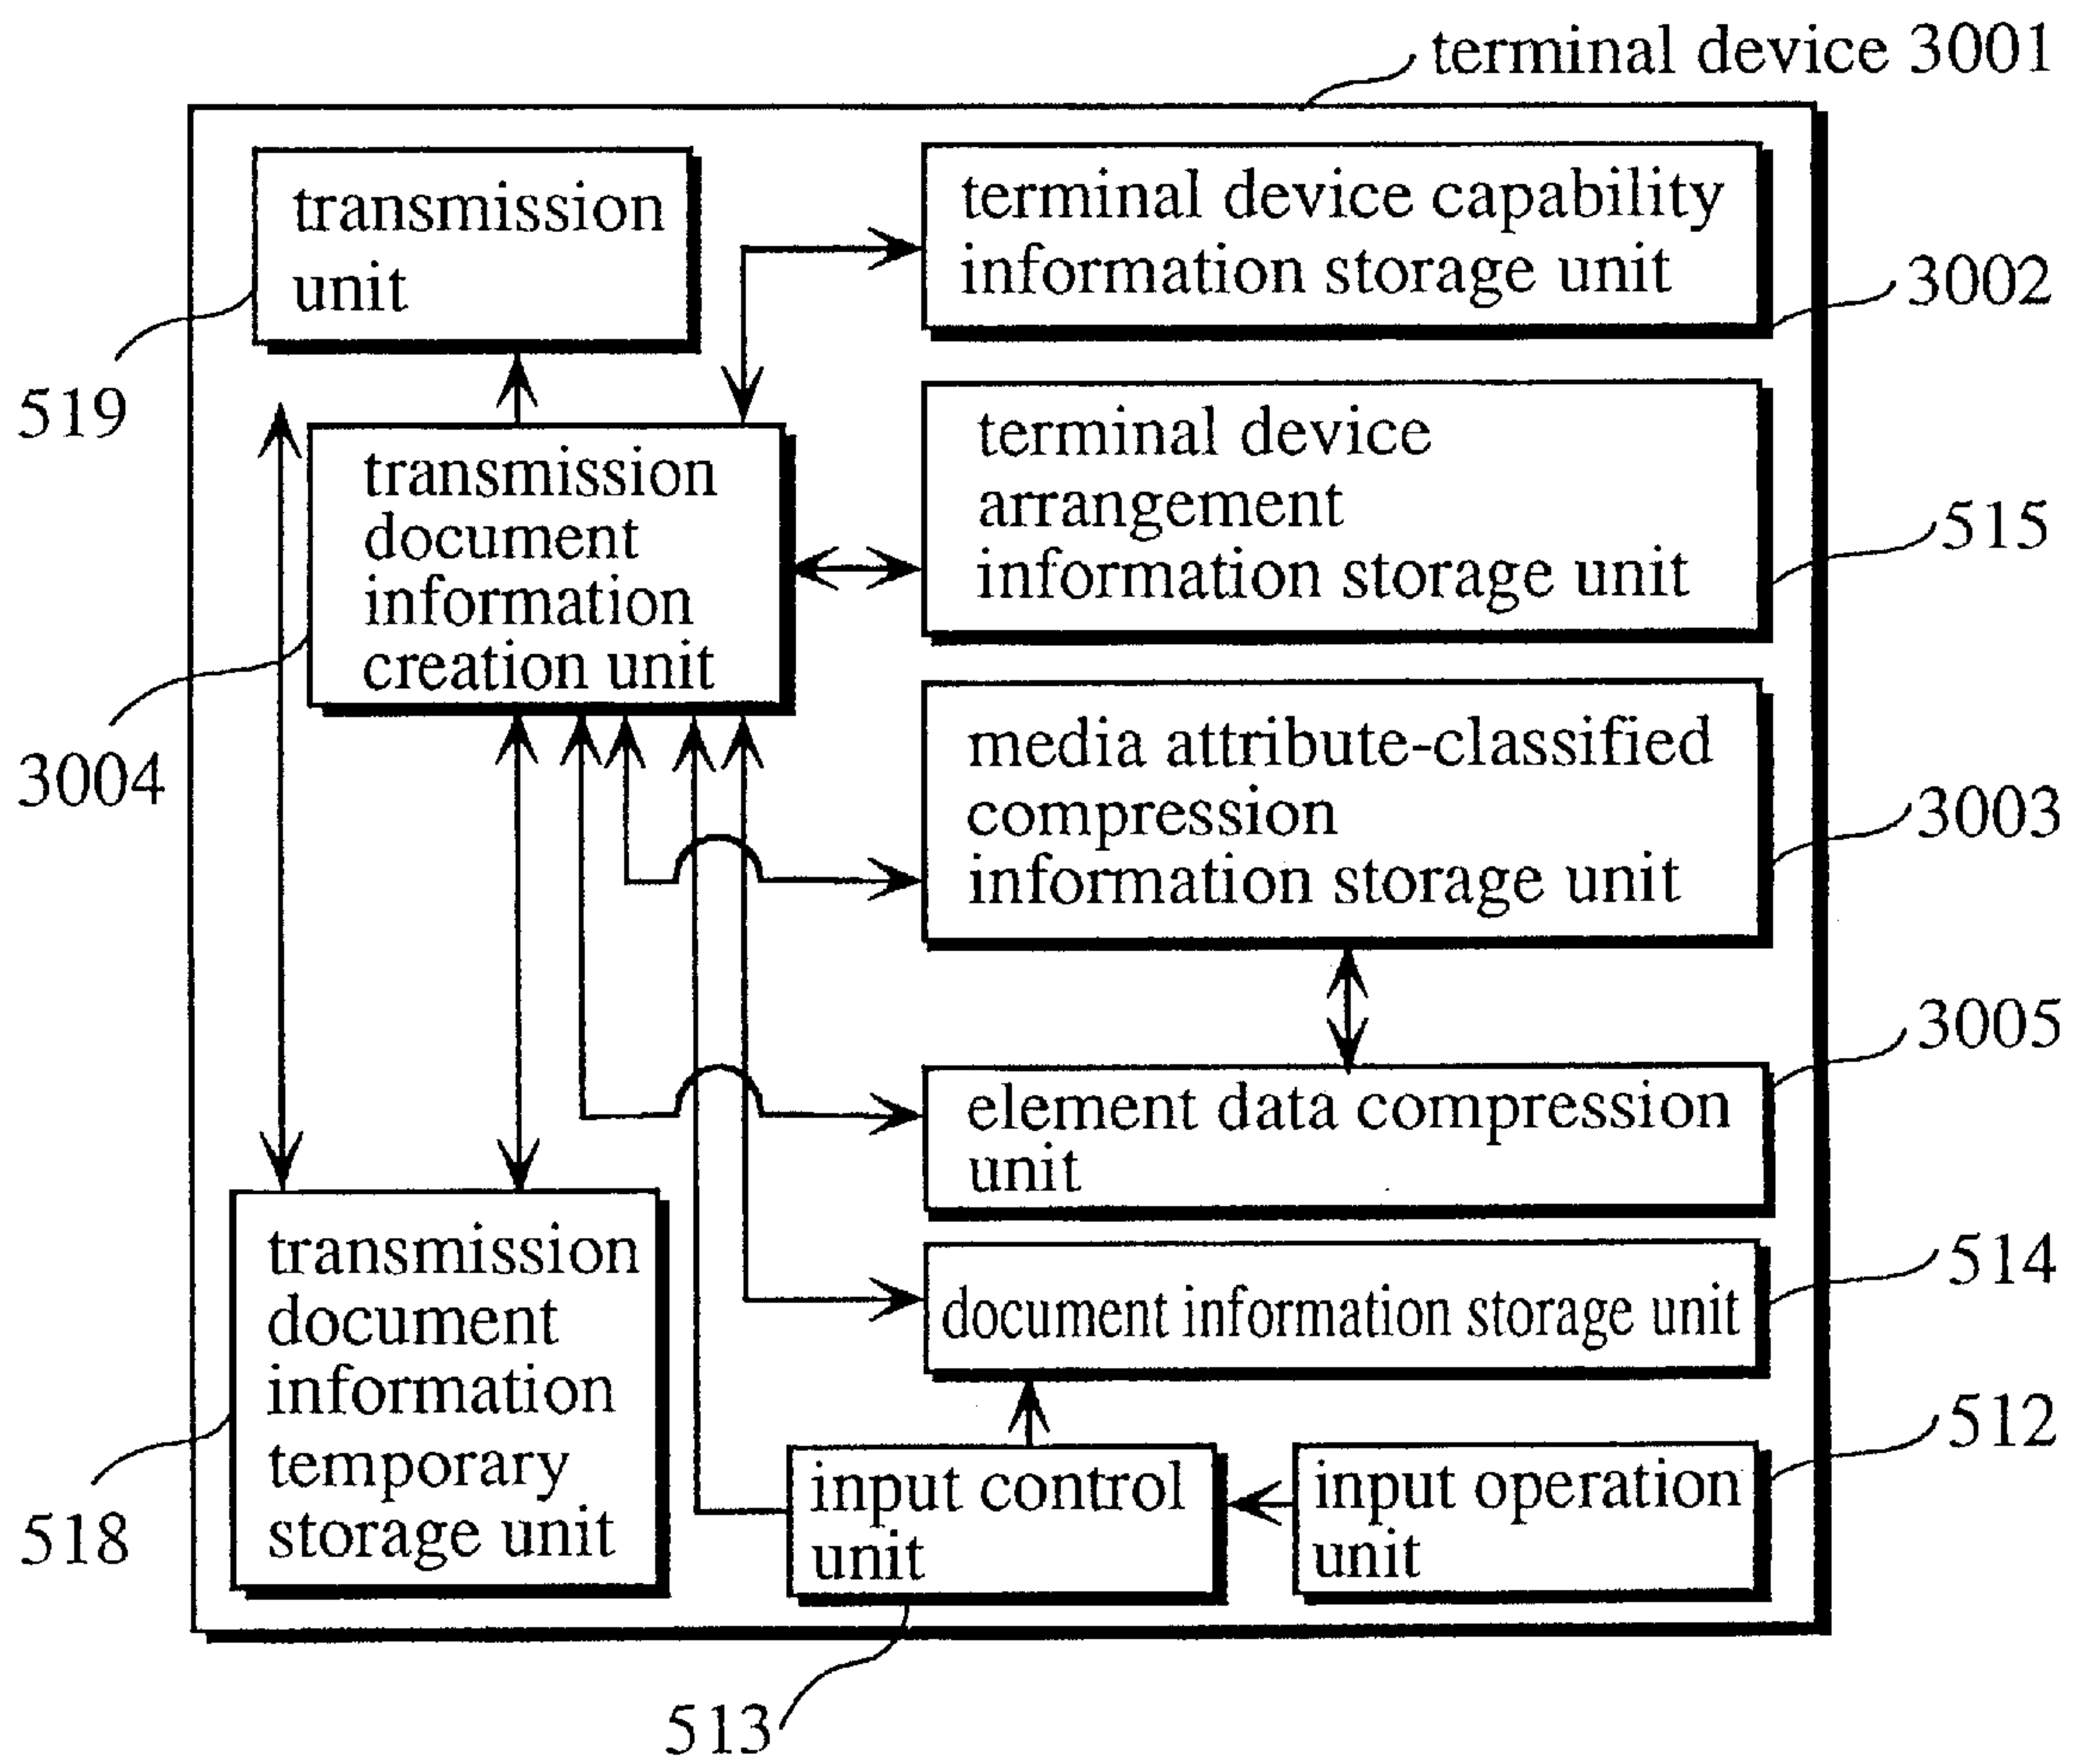 terminal device 3001
transmission
unit
519
terminal device capability
information storage unit
3002
transmission
document
information
creation unit
3004
terminal device
arrangement
information storage unit
515
media attribute-classified
compression
information storage unit
3003
element data compression
unit
3005
transmission
document
information
temporary
storage unit
518
document information storage unit
514
input control
unit
513
input operation
unit
512